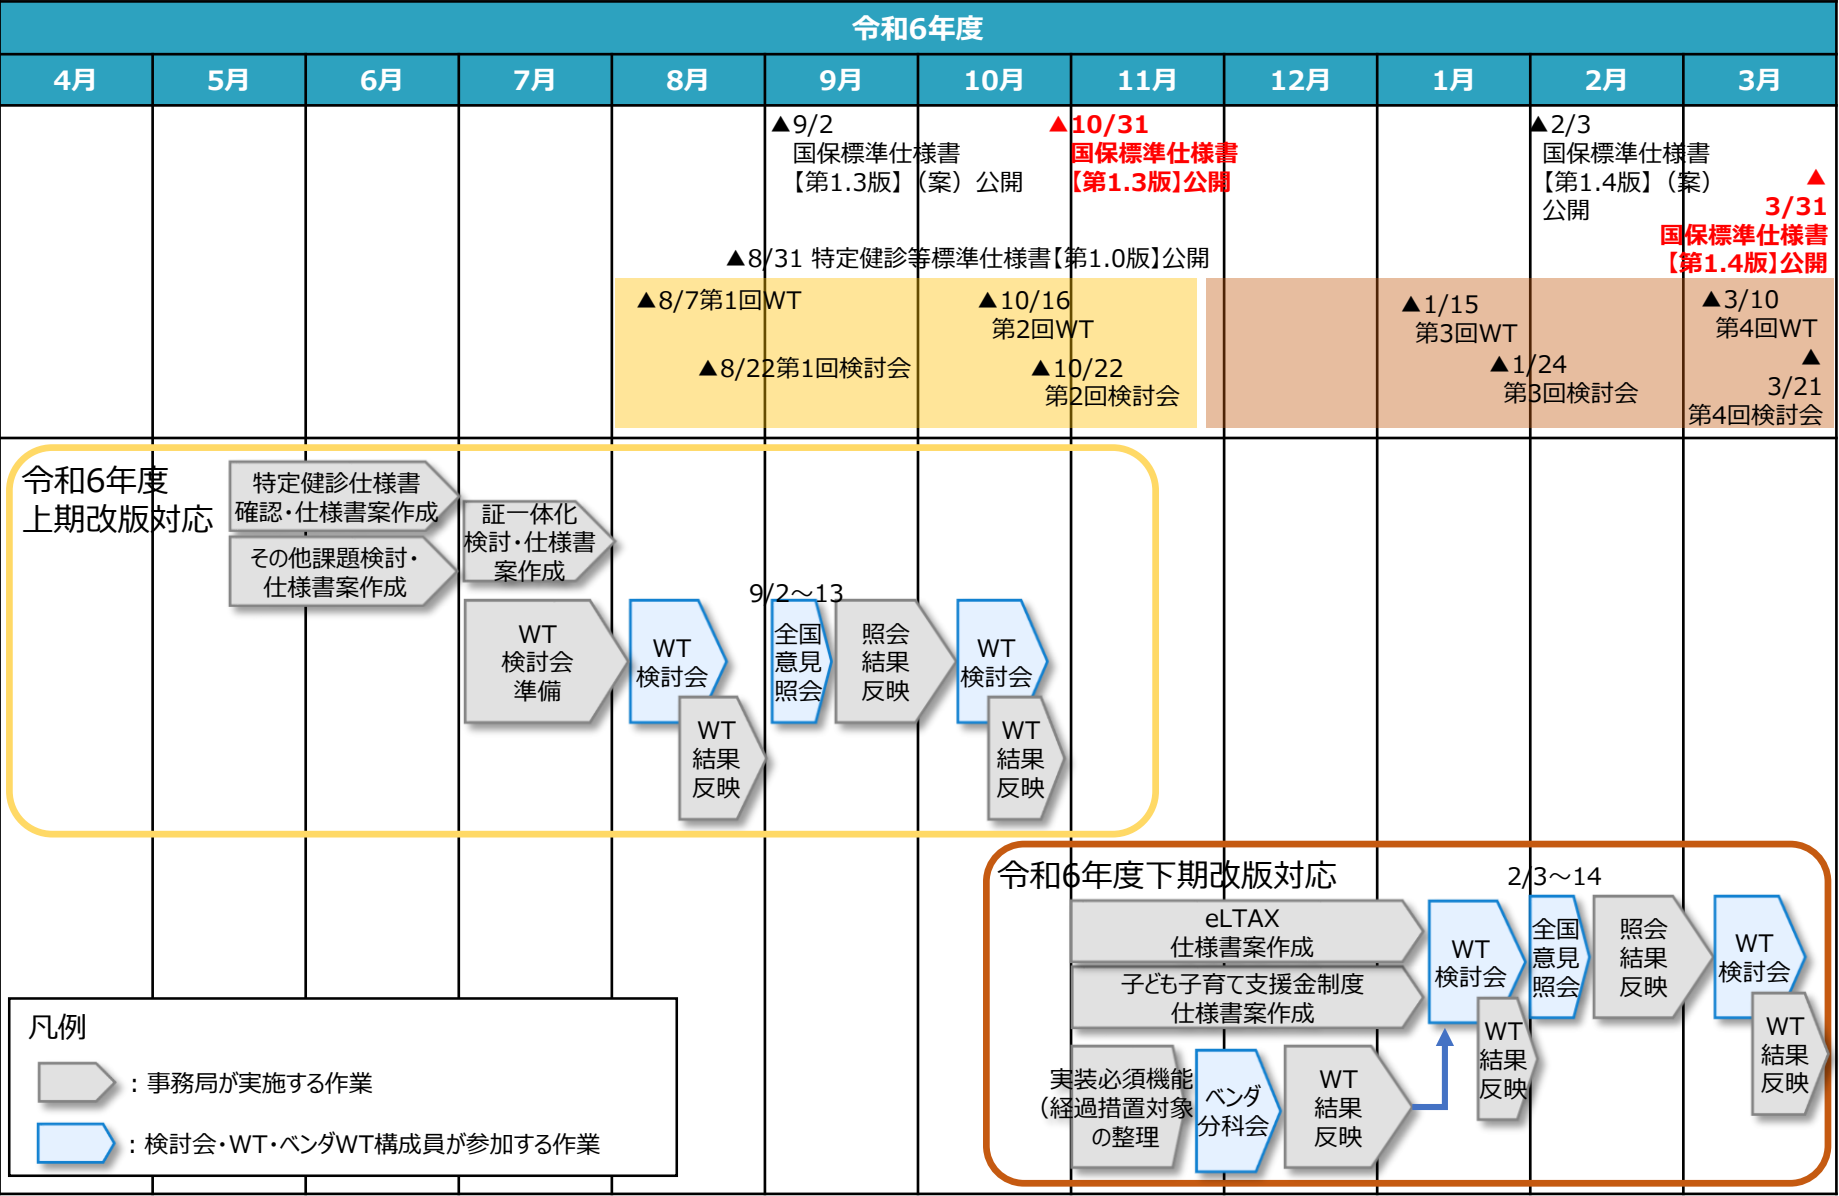 令和6年度
4月 5月 6月 7月 8月 9月 10月 11月 12月 1月 2月 3月
▲9/2
国保標準仕様書
【第1.3版】（案）公開
▲10/31
国保標準仕様書
【第1.3版】公開
▲2/3
国保標準仕様書
【第1.4版】（案）
公開
▲
3/31
国保標準仕様書
【第1.4版】公開
▲8/31 特定健診等標準仕様書【第1.0版】公開
▲8/7第1回WT
▲8/22第1回検討会
▲10/16
第2回WT
▲10/22
第2回検討会
▲1/15
第3回WT
▲1/24
第3回検討会
▲3/10
第4回WT
▲
3/21
第4回検討会
令和6年度
上期改版対応
特定健診仕様書
確認・仕様書案作成
その他課題検討・
仕様書案作成
証一体化
検討・仕様書
案作成
WT
検討会
準備
WT
検討会
WT
結果
反映
9/2～13
全国
意見
照会
照会
結果
反映
WT
検討会
WT
結果
反映
令和6年度下期改版対応
eLTAX
仕様書案作成
子ども子育て支援金制度
仕様書案作成
実装必須機能
（経過措置対象
の整理
ベンダ
分科会
WT
結果
反映
WT
検討会
WT
結果
反映
2/3～14
全国
意見
照会
照会
結果
反映
WT
検討会
WT
結果
反映
凡例
：事務局が実施する作業
：検討会・WT・ベンダWT構成員が参加する作業